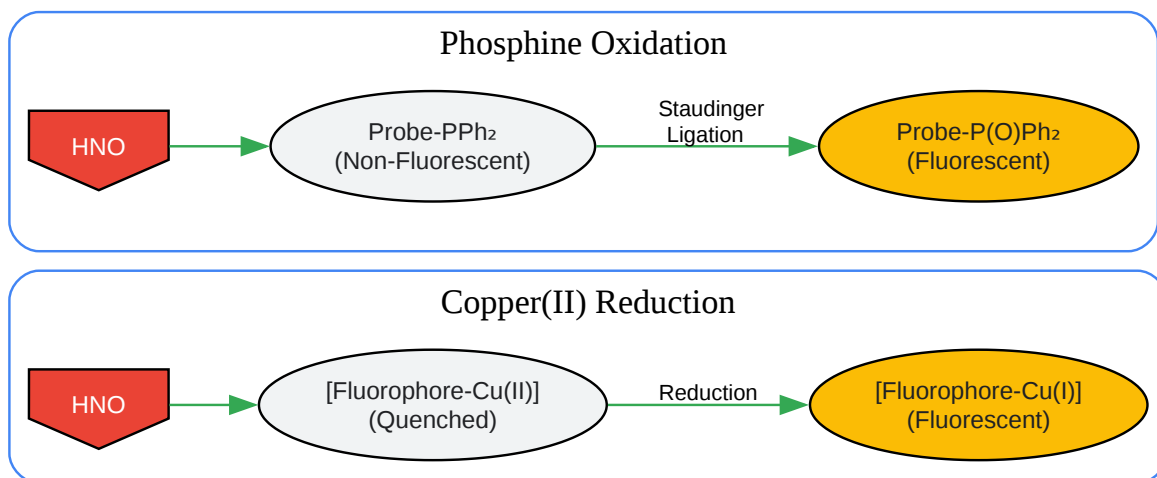 Phosphine Oxidation
HNO
Probe-PPh₂
(Non-Fluorescent)
Staudinger
Ligation
Probe-P(O)Ph₂
(Fluorescent)
Copper(II) Reduction
HNO
[Fluorophore-Cu(II)]
(Quenched)
Reduction
[Fluorophore-Cu(I)]
(Fluorescent)